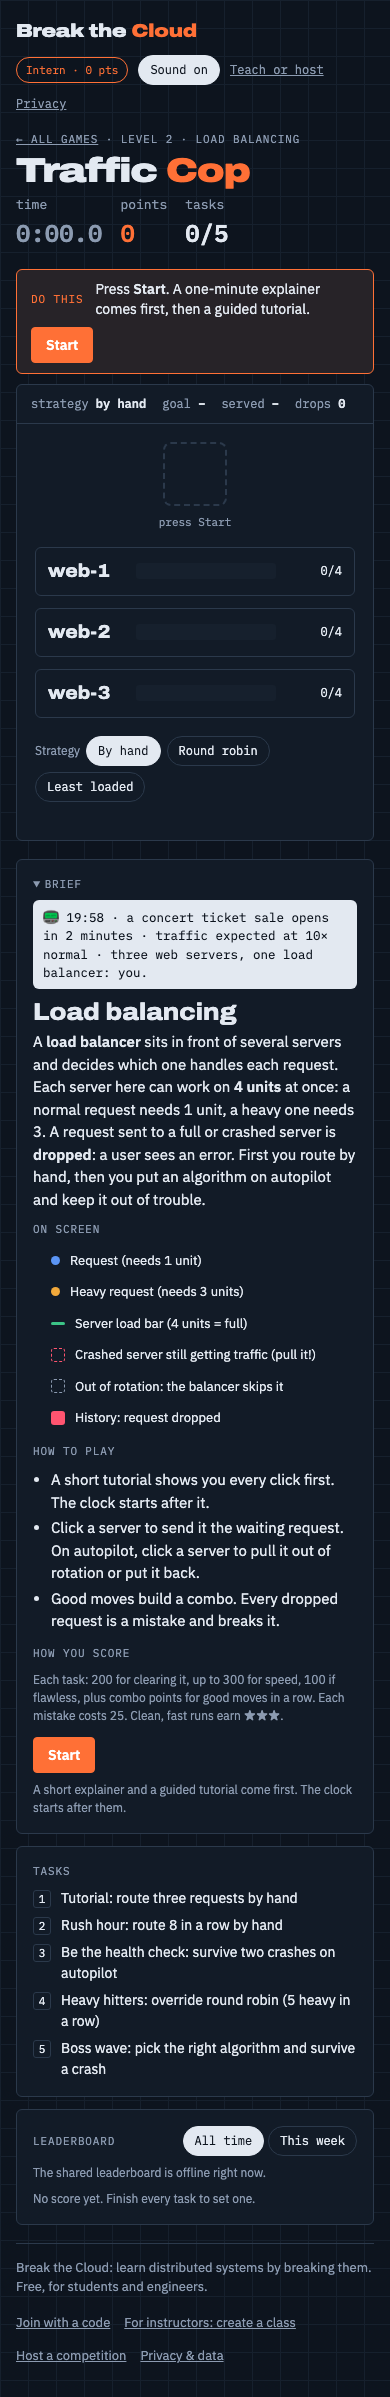 Break the Cloud
Intern · 0 pts
Sound on
Teach or host
Privacy
← ALL GAMES · LEVEL 2 · LOAD BALANCING
Traffic Cop
time points tasks
0:00.0 0 0/5
DO THIS
Press Start. A one-minute explainer
comes first, then a guided tutorial.
Start
strategy by hand goal – served – drops 0
press Start
web-1 0/4
web-2 0/4
web-3 0/4
Strategy By hand Round robin
Least loaded
▼ BRIEF
📟 19:58 · a concert ticket sale opens
in 2 minutes · traffic expected at 10×
normal · three web servers, one load
balancer: you.
Load balancing
A load balancer sits in front of several servers
and decides which one handles each request.
Each server here can work on 4 units at once: a
normal request needs 1 unit, a heavy one needs
3. A request sent to a full or crashed server is
dropped: a user sees an error. First you route by
hand, then you put an algorithm on autopilot
and keep it out of trouble.
ON SCREEN
Request (needs 1 unit)
Heavy request (needs 3 units)
Server load bar (4 units = full)
Crashed server still getting traffic (pull it!)
Out of rotation: the balancer skips it
History: request dropped
HOW TO PLAY
• A short tutorial shows you every click first.
The clock starts after it.
• Click a server to send it the waiting request.
On autopilot, click a server to pull it out of
rotation or put it back.
• Good moves build a combo. Every dropped
request is a mistake and breaks it.
HOW YOU SCORE
Each task: 200 for clearing it, up to 300 for speed, 100 if
flawless, plus combo points for good moves in a row. Each
mistake costs 25. Clean, fast runs earn ★★★.
Start
A short explainer and a guided tutorial come first. The clock
starts after them.
TASKS
1 Tutorial: route three requests by hand
2 Rush hour: route 8 in a row by hand
3 Be the health check: survive two crashes on
autopilot
4 Heavy hitters: override round robin (5 heavy in
a row)
5 Boss wave: pick the right algorithm and survive
a crash
LEADERBOARD All time This week
The shared leaderboard is offline right now.
No score yet. Finish every task to set one.
Break the Cloud: learn distributed systems by breaking them.
Free, for students and engineers.
Join with a code For instructors: create a class
Host a competition Privacy & data